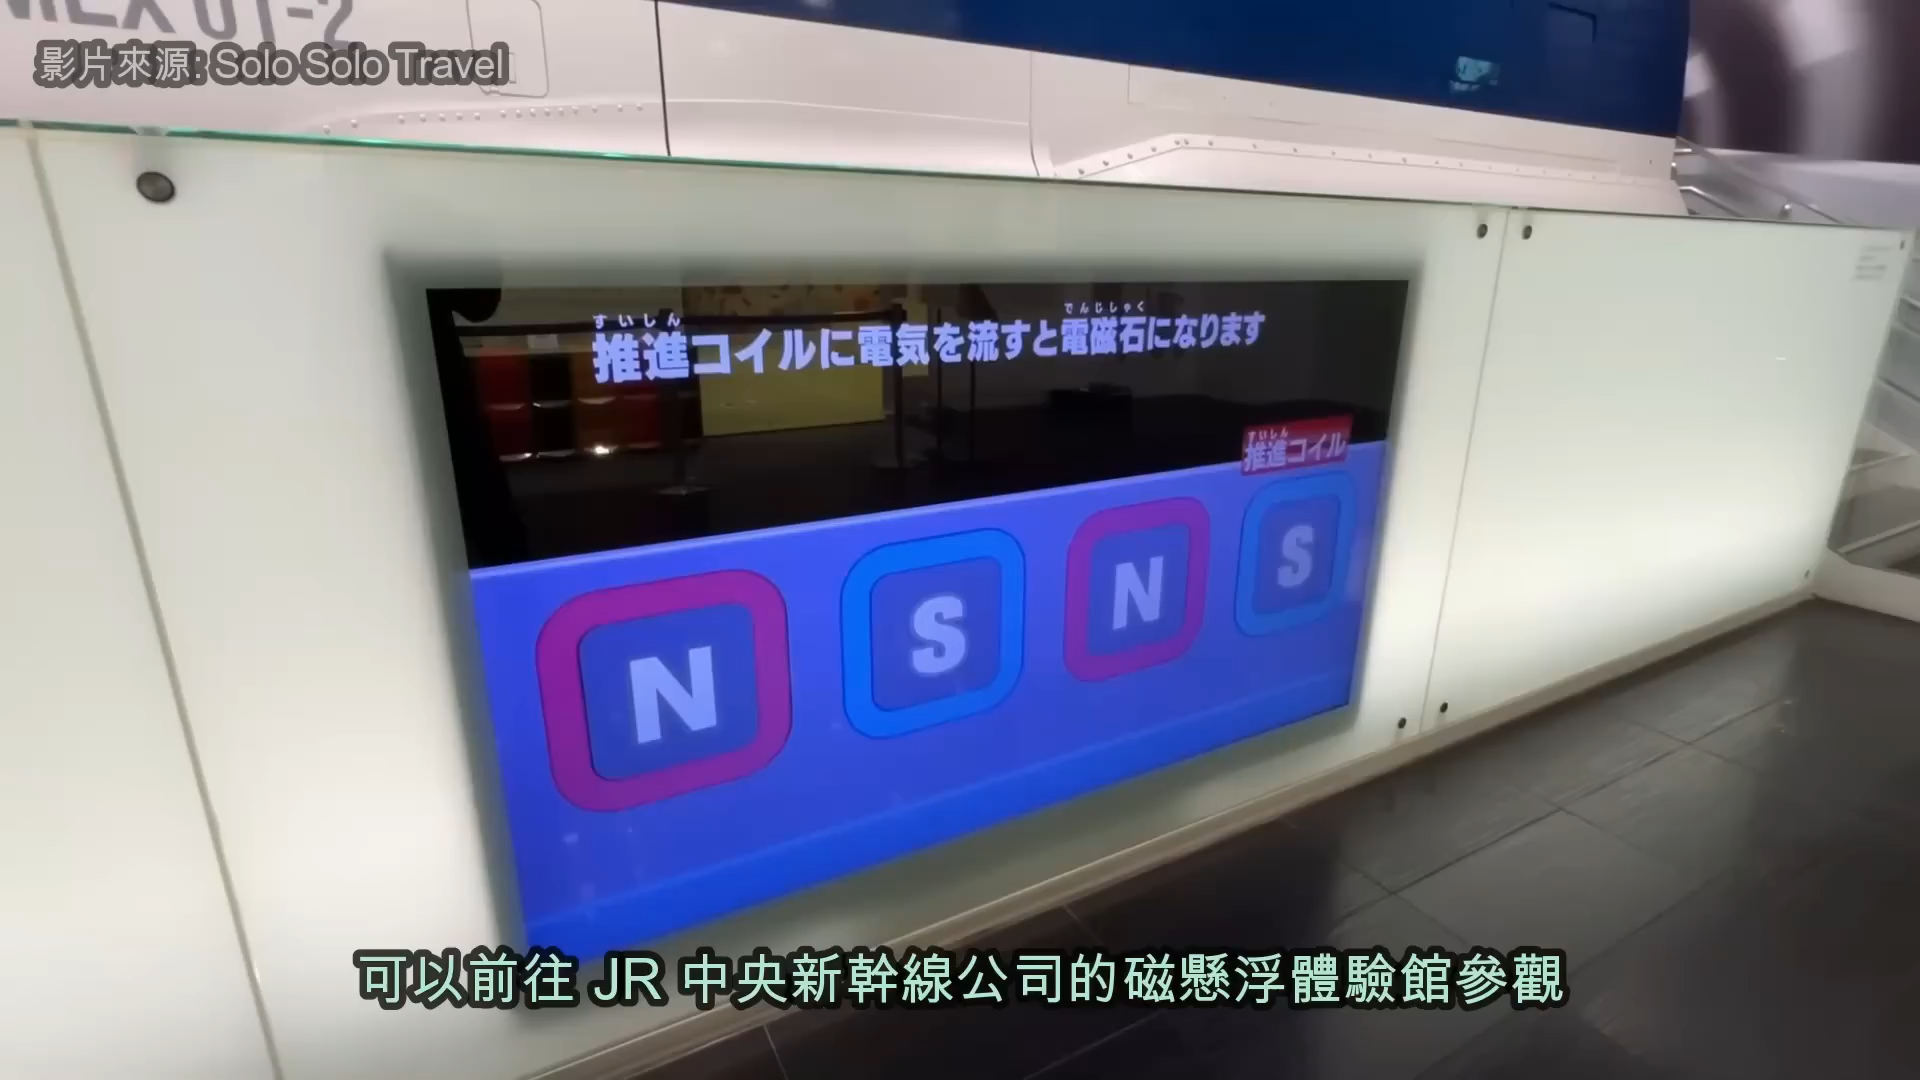 影片來源: Solo Solo Travel
すいしん でんじしゃく
推進コイルに電気を流すと電磁石になります
すいしん
推進コイル
N S N S
可以前往 JR 中央新幹線公司的磁懸浮體驗館參觀